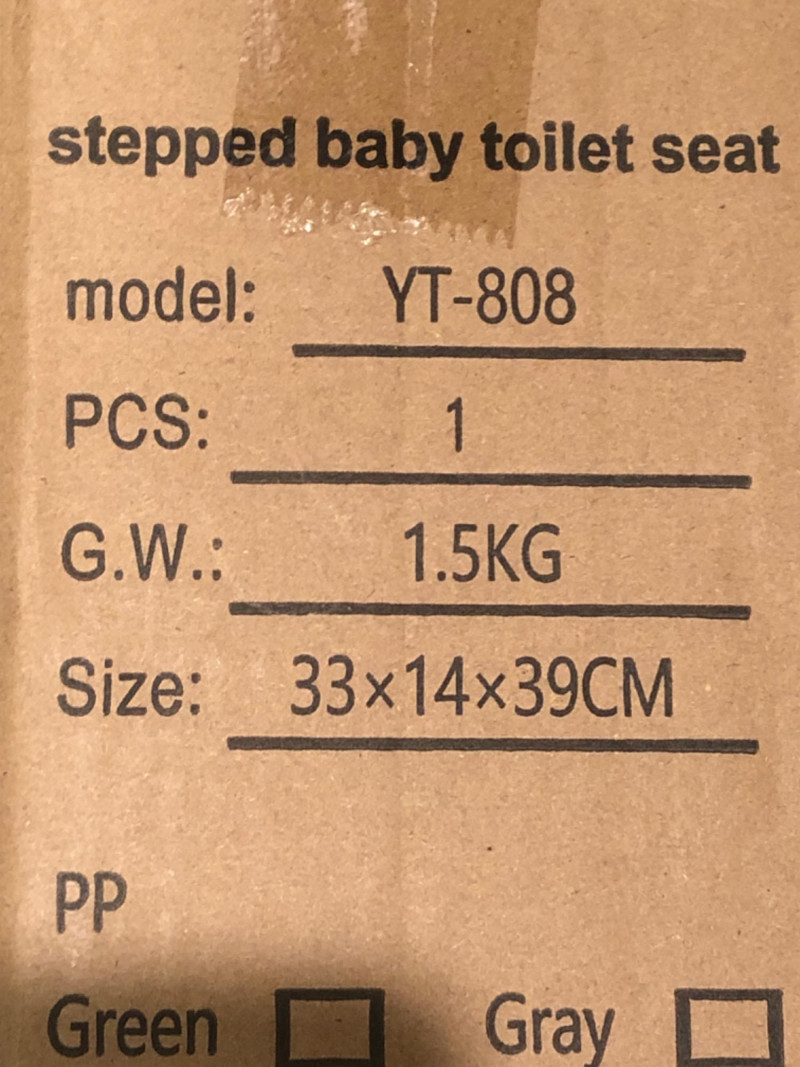 stepped baby toilet seat
model: YT-808
PCS: 1
G.W.: 1.5KG
Size: 33×14×39CM
PP
Green Gray